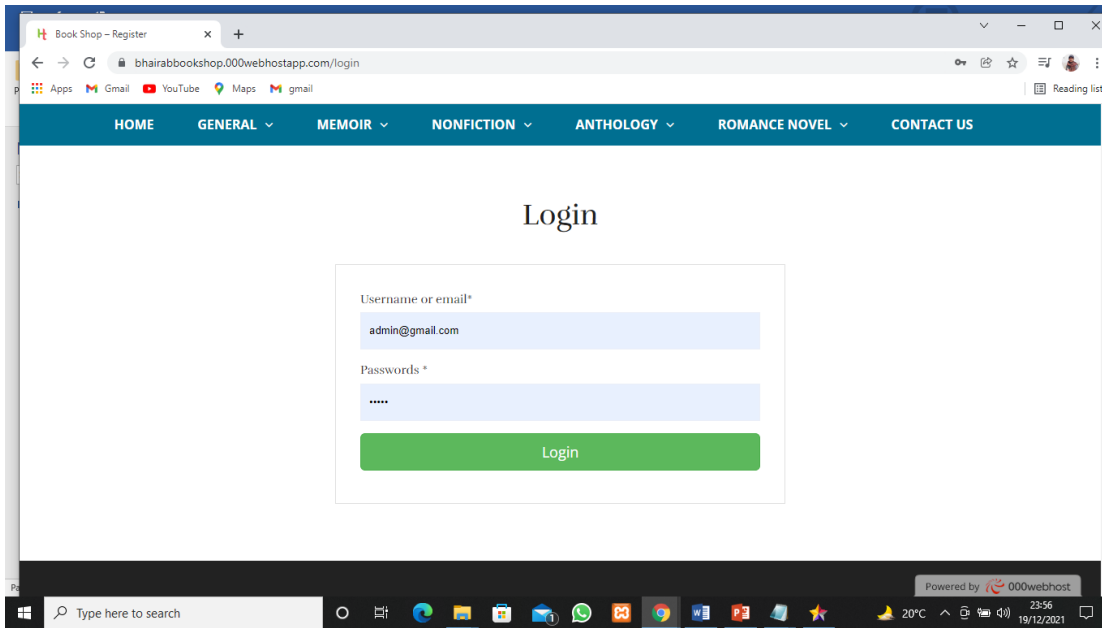 Book Shop – Register
bhairabbookshop.000webhostapp.com/login
Apps Gmail YouTube Maps gmail Reading list
HOME GENERAL MEMOIR NONFICTION ANTHOLOGY ROMANCE NOVEL CONTACT US
Login
Username or email*
admin@gmail.com
Passwords *
•••••
Login
Powered by 000webhost
Type here to search
1
20°C
23:56
19/12/2021